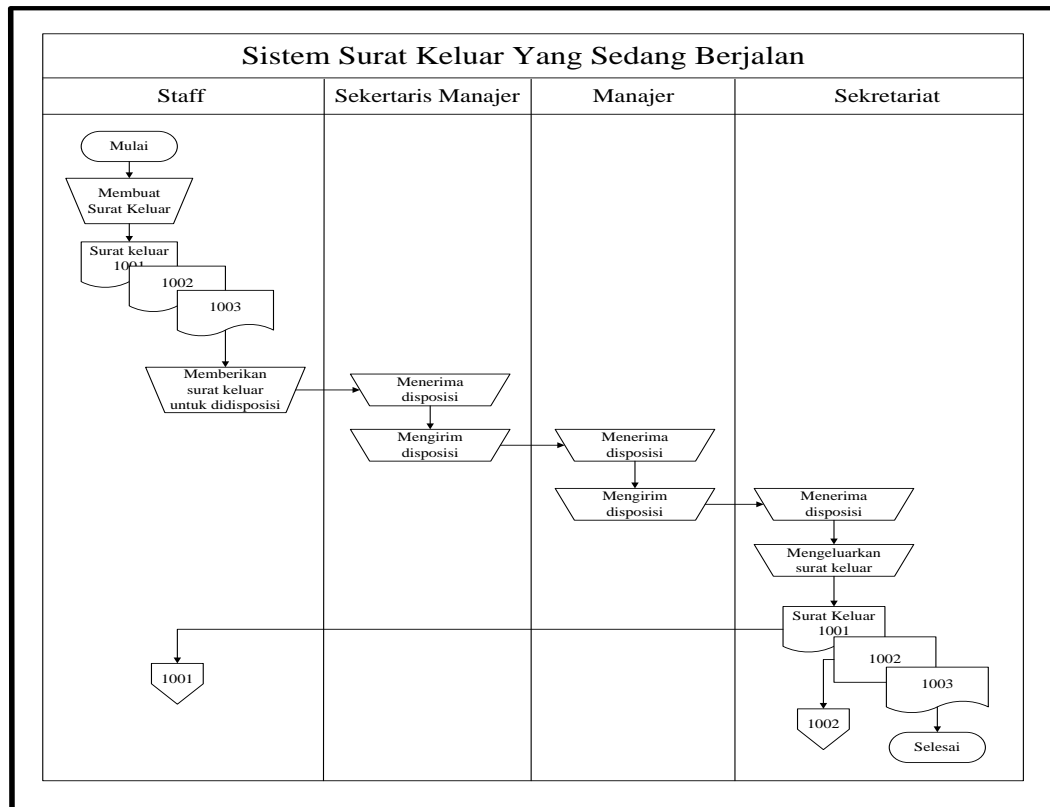 Sistem Surat Keluar Yang Sedang Berjalan
Staff
Sekertaris Manajer
Manajer
Sekretariat
Mulai
Membuat
Surat Keluar
Surat keluar
1001
1002
1003
Memberikan
surat keluar
untuk didisposisi
Menerima
disposisi
Mengirim
disposisi
Menerima
disposisi
Mengirim
disposisi
Menerima
disposisi
Mengeluarkan
surat keluar
Surat Keluar
1001
1002
1003
1001
1002
Selesai